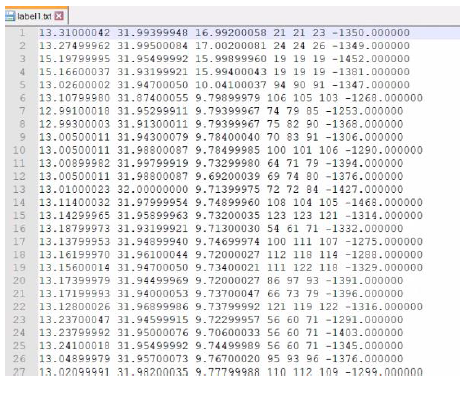 label1.txt
1 13.31000042 31.99399948 16.99200058 21 21 23 -1350.000000
2 13.27499962 31.99500084 17.00200081 24 24 26 -1349.000000
3 15.19799995 31.95499992 15.99899960 19 19 19 -1452.000000
4 15.16600037 31.93199921 15.99400043 19 19 19 -1381.000000
5 13.02600002 31.94700050 10.04100037 94 90 91 -1347.000000
6 13.10799980 31.87400055 9.79899979 106 105 103 -1268.000000
7 12.99100018 31.95299911 9.79399967 74 79 85 -1253.000000
8 12.99300003 31.91300011 9.79399967 75 82 90 -1368.000000
9 13.00500011 31.94300079 9.78400040 70 83 91 -1306.000000
10 13.00500011 31.98800087 9.78499985 100 101 106 -1290.000000
11 13.00899982 31.99799919 9.73299980 64 71 79 -1394.000000
12 13.00500011 31.98800087 9.69200039 69 74 80 -1376.000000
13 13.01000023 32.00000000 9.71399975 72 72 84 -1427.000000
14 13.11400032 31.97999954 9.74899960 108 104 105 -1468.000000
15 13.14299965 31.95899963 9.73200035 123 123 121 -1314.000000
16 13.18799973 31.93199921 9.71300030 54 61 71 -1332.000000
17 13.13799953 31.94899940 9.74699974 100 111 107 -1275.000000
18 13.16199970 31.96100044 9.72000027 112 118 114 -1288.000000
19 13.15600014 31.94700050 9.73400021 111 122 118 -1329.000000
20 13.17399979 31.94499969 9.72000027 86 97 93 -1391.000000
21 13.17199993 31.94000053 9.73700047 66 73 79 -1396.000000
22 13.12800026 31.96899986 9.73799992 121 119 122 -1316.000000
23 13.23700047 31.94599915 9.72299957 56 60 71 -1291.000000
24 13.23799992 31.95000076 9.70600033 56 60 71 -1403.000000
25 13.24100018 31.95499992 9.74499989 56 60 71 -1345.000000
26 13.04899979 31.95700073 9.76700020 95 93 96 -1376.000000
27 13.02099991 31.98200035 9.77799988 110 112 109 -1299.000000